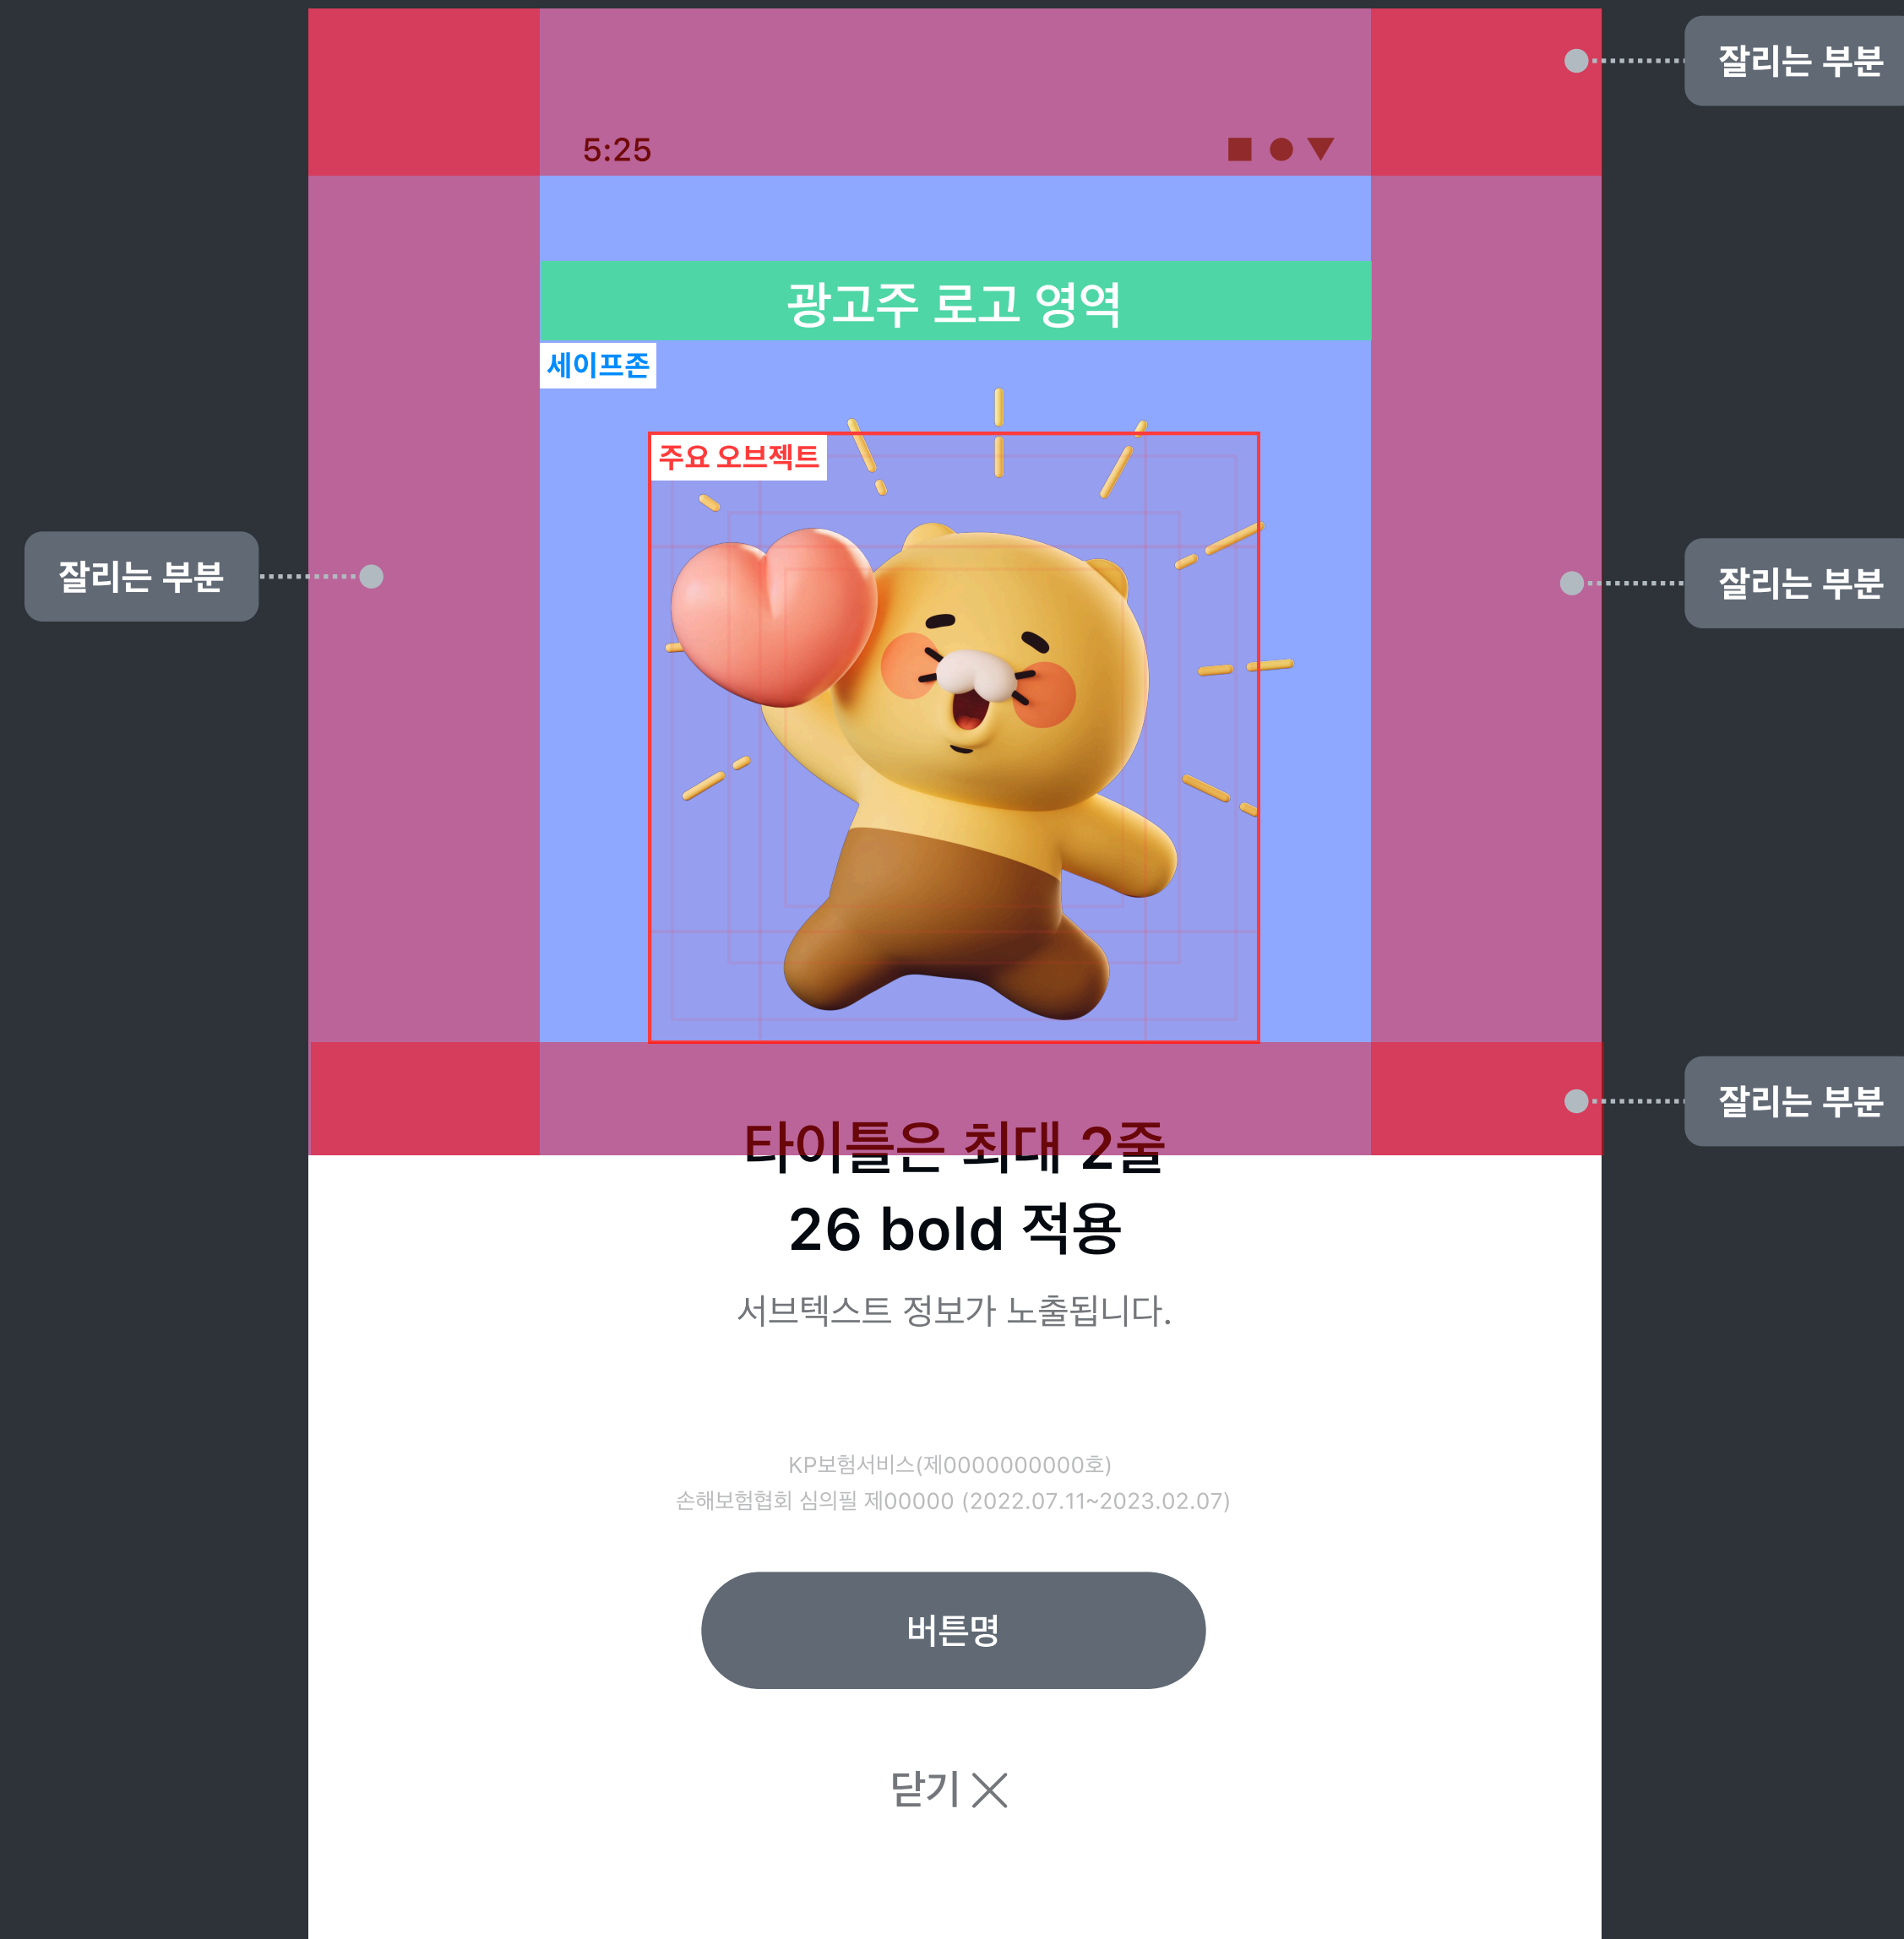 잘리는 부분
5:25
광고주 로고 영역
세이프존
주요 오브젝트
잘리는 부분
잘리는 부분
잘리는 부분
타이틀은 최대 2줄
26 bold 적용
서브텍스트 정보가 노출됩니다.
KP보험서비스(제0000000000호)
손해보험협회 심의필 제00000 (2022.07.11~2023.02.07)
버튼명
닫기